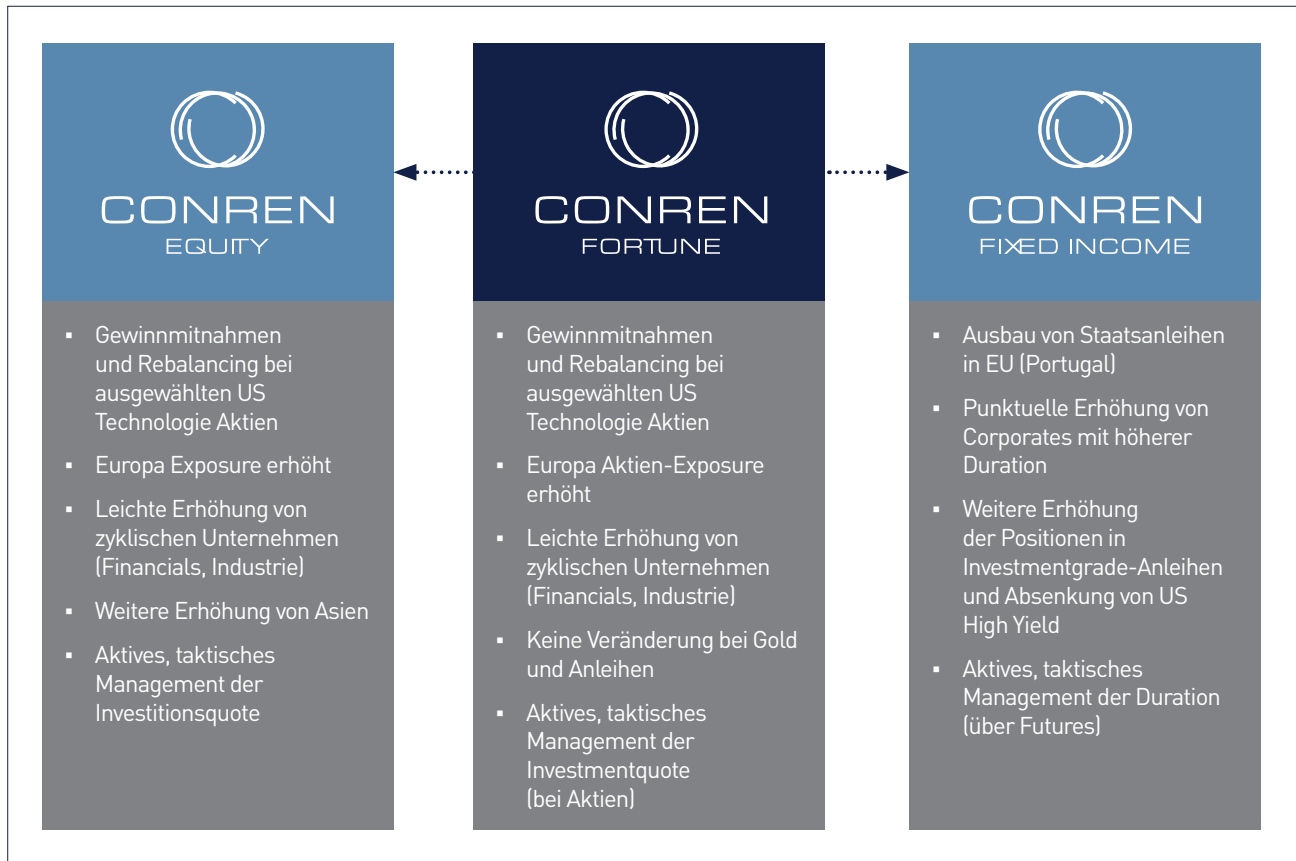 CONREN
EQUITY
▪ Gewinnmitnahmen
und Rebalancing bei
ausgewählten US
Technologie Aktien
▪ Europa Exposure erhöht
▪ Leichte Erhöhung von
zyklischen Unternehmen
(Financials, Industrie)
▪ Weitere Erhöhung von Asien
▪ Aktives, taktisches
Management der
Investitionsquote
CONREN
FORTUNE
▪ Gewinnmitnahmen
und Rebalancing bei
ausgewählten US
Technologie Aktien
▪ Europa Aktien-Exposure
erhöht
▪ Leichte Erhöhung von
zyklischen Unternehmen
(Financials, Industrie)
▪ Keine Veränderung bei Gold
und Anleihen
▪ Aktives, taktisches
Management der
Investmentquote
(bei Aktien)
CONREN
FIXED INCOME
▪ Ausbau von Staatsanleihen
in EU (Portugal)
▪ Punktuelle Erhöhung von
Corporates mit höherer
Duration
▪ Weitere Erhöhung
der Positionen in
Investmentgrade-Anleihen
und Absenkung von US
High Yield
▪ Aktives, taktisches
Management der Duration
(über Futures)